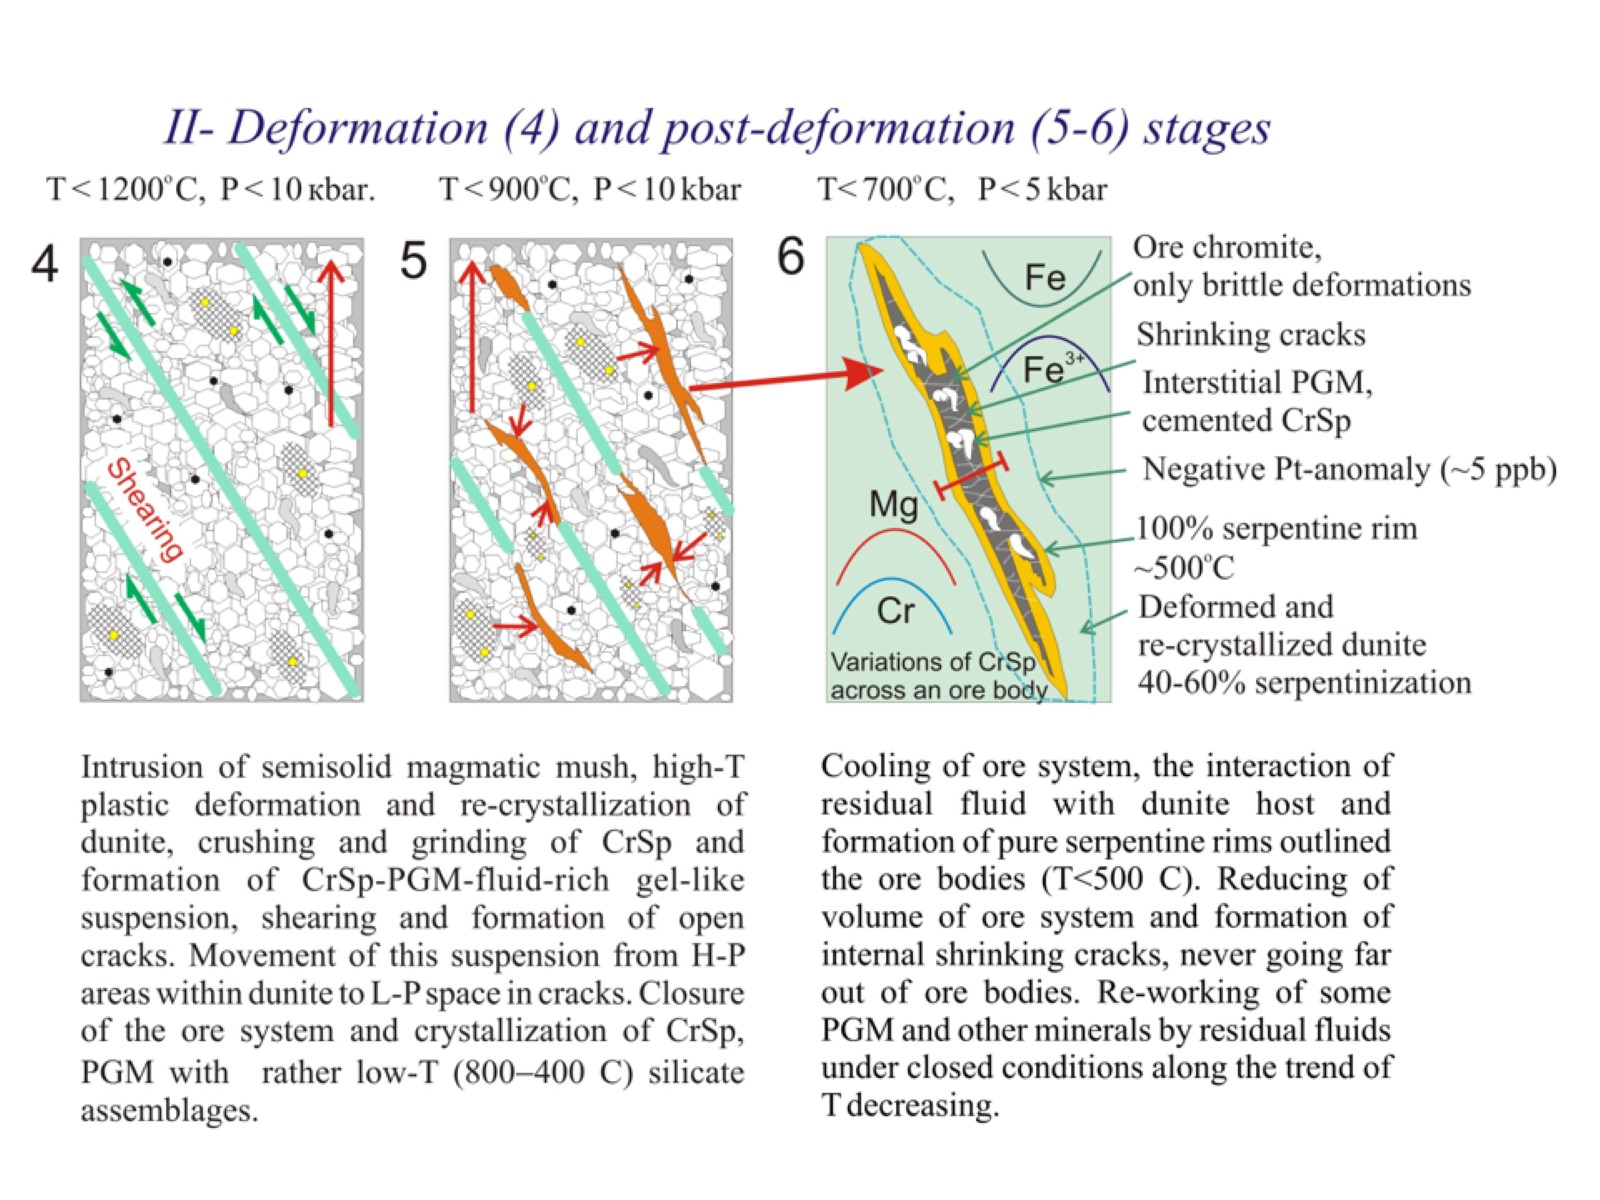 II- Deformation (4) and post-deformation (5-6) stages
T<1200°C, P<10 кbar.
T<900°C, P<10 kbar
T<700°C, P<5 kbar
4
Shearing
5
6
Fe
Fe3+
Mg
Cr
Variations of CrSp
across an ore body
Ore chromite,
only brittle deformations
Shrinking cracks
Interstitial PGM,
cemented CrSp
Negative Pt-anomaly (~5 ppb)
100% serpentine rim
~500°C
Deformed and
re-crystallized dunite
40-60% serpentinization
Intrusion of semisolid magmatic mush, high-T
plastic deformation and re-crystallization of
dunite, crushing and grinding of CrSp and
formation of CrSp-PGM-fluid-rich gel-like
suspension, shearing and formation of open
cracks. Movement of this suspension from H-P
areas within dunite to L-P space in cracks. Closure
of the ore system and crystallization of CrSp,
PGM with rather low-T (800–400 C) silicate
assemblages.
Cooling of ore system, the interaction of
residual fluid with dunite host and
formation of pure serpentine rims outlined
the ore bodies (T<500 C). Reducing of
volume of ore system and formation of
internal shrinking cracks, never going far
out of ore bodies. Re-working of some
PGM and other minerals by residual fluids
under closed conditions along the trend of
T decreasing.